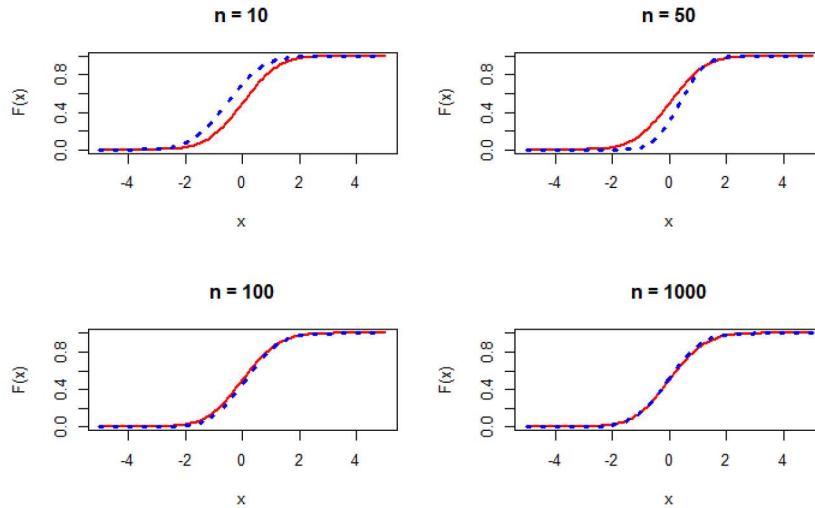 n = 10
F(x)
0.0 0.4 0.8
-4 -2 0 2 4
x
n = 50
F(x)
0.0 0.4 0.8
-4 -2 0 2 4
x
n = 100
F(x)
0.0 0.4 0.8
-4 -2 0 2 4
x
n = 1000
F(x)
0.0 0.4 0.8
-4 -2 0 2 4
x